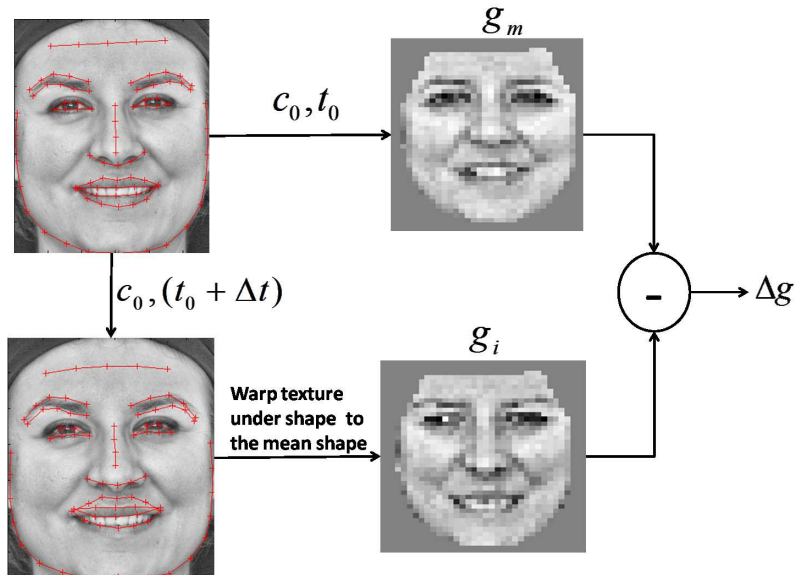 g_m
c_0, t_0
c_0, (t_0 + Δt)
-
Δg
g_i
Warp texture
under shape to
the mean shape